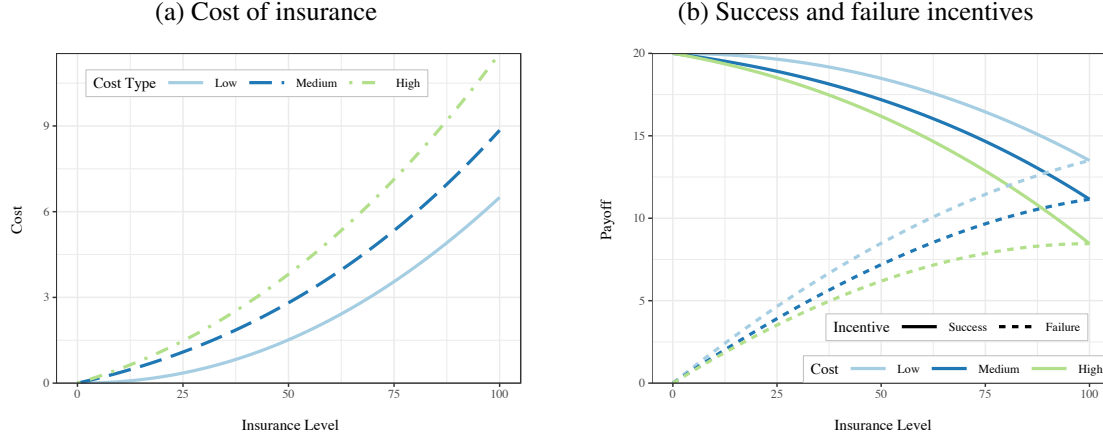 (a) Cost of insurance
Cost Type Low Medium High
9
6
3
0
Cost
0 25 50 75 100
Insurance Level
(b) Success and failure incentives
20
15
10
5
0
Payoff
Incentive Success Failure
Cost Low Medium High
0 25 50 75 100
Insurance Level